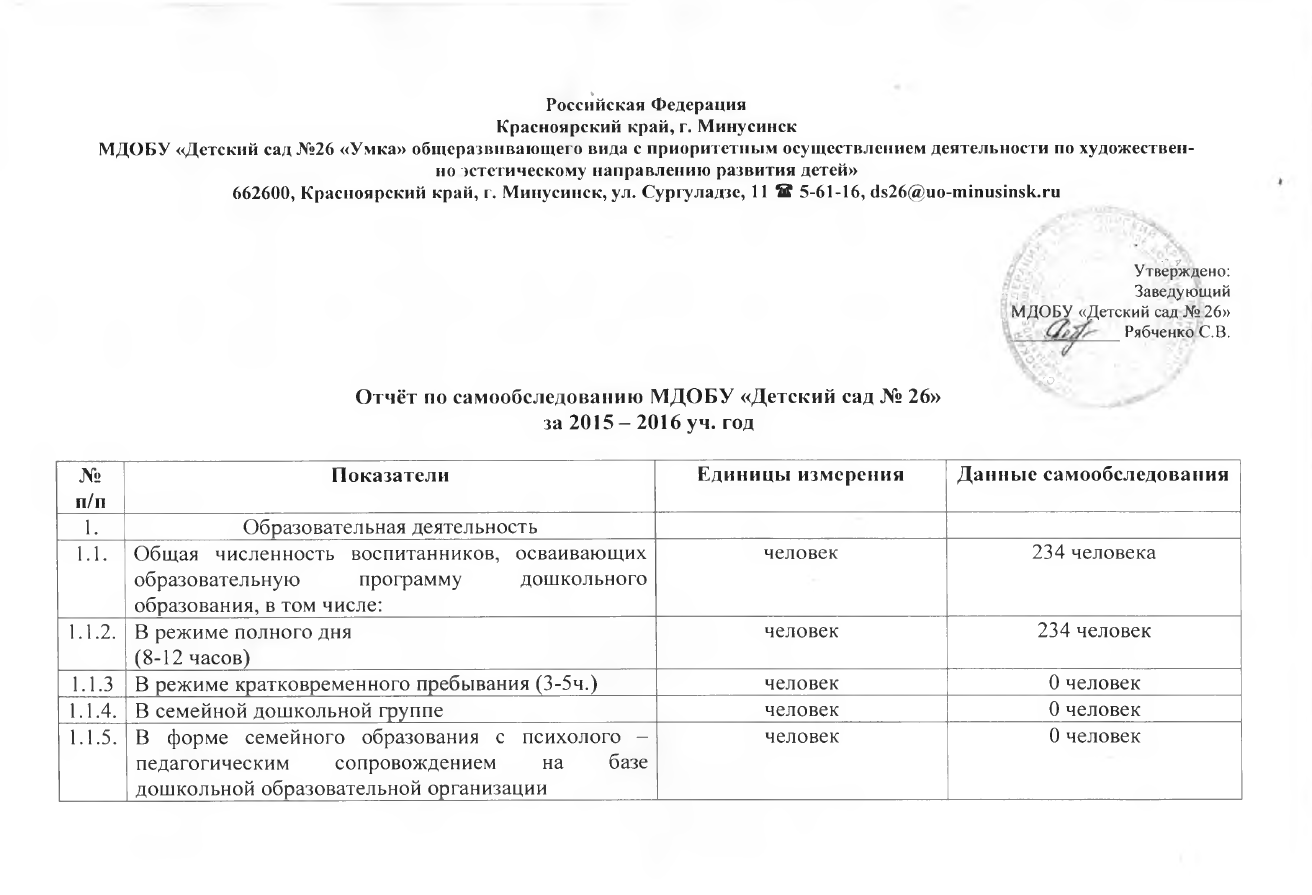 Российская Федерация
Красноярский край, г. Минусинск
МДОБУ «Детский сад №26 «Умка» общеразвивающего вида с приоритетным осуществлением деятельности по художествен-
но эстетическому направлению развития детей»
662600, Красноярский край, г. Минусинск, ул. Сургуладзе, 11 ☎ 5-61-16, ds26@uo-minusinsk.ru
Утверждено:
Заведующий
МДОБУ «Детский сад № 26»
Рябченко С.В.
Отчёт по самообследованию МДОБУ «Детский сад № 26»
за 2015 – 2016 уч. год
№ Показатели Единицы измерения Данные самообследования
п/п
1. Образовательная деятельность
1.1. Общая численность воспитанников, осваивающих человек 234 человека
образовательную программу дошкольного
образования, в том числе:
1.1.2. В режиме полного дня человек 234 человек
(8-12 часов)
1.1.3 В режиме кратковременного пребывания (3-5ч.) человек 0 человек
1.1.4. В семейной дошкольной группе человек 0 человек
1.1.5. В форме семейного образования с психолого – человек 0 человек
педагогическим сопровождением на базе
дошкольной образовательной организации